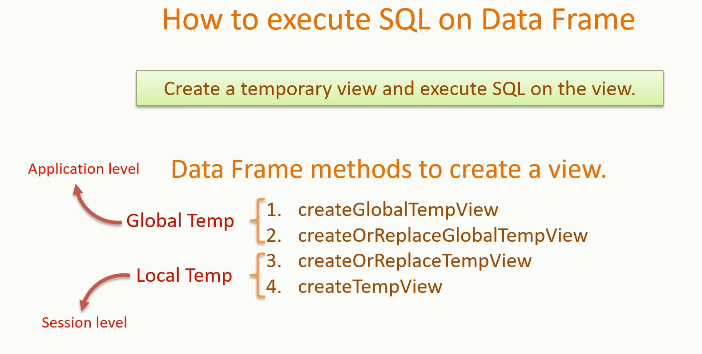 How to execute SQL on Data Frame
Create a temporary view and execute SQL on the view.
Application level
Data Frame methods to create a view.
Global Temp
1. createGlobalTempView
2. createOrReplaceGlobalTempView
Local Temp
3. createOrReplaceTempView
4. createTempView
Session level